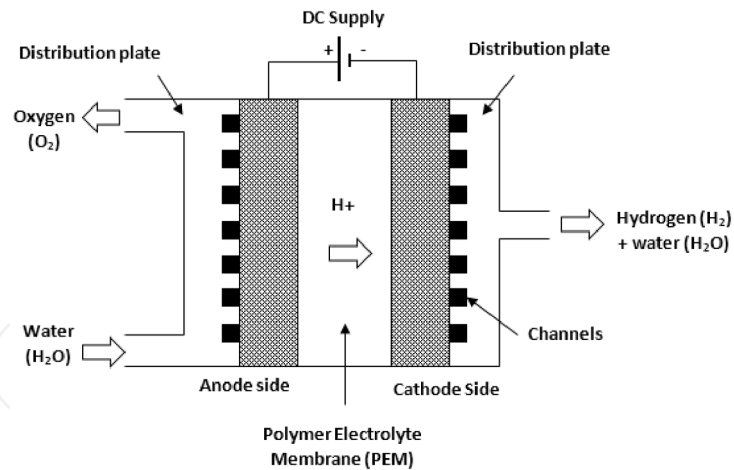 DC Supply
+ -
Distribution plate
Distribution plate
Oxygen
(O₂)
H+
Hydrogen (H₂)
+ water (H₂O)
Water
(H₂O)
Channels
Anode side
Cathode Side
Polymer Electrolyte
Membrane (PEM)